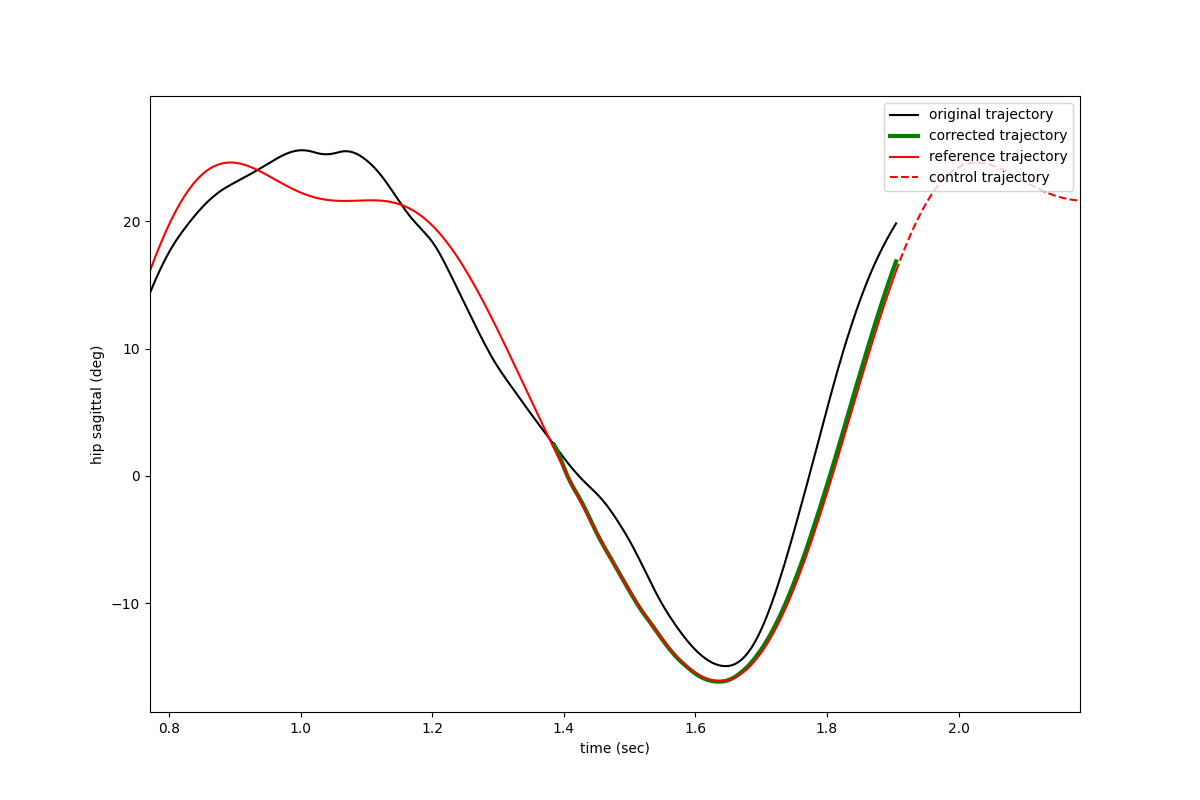 original trajectory
corrected trajectory
reference trajectory
control trajectory
20
10
0
−10
hip sagittal (deg)
0.8 1.0 1.2 1.4 1.6 1.8 2.0
time (sec)